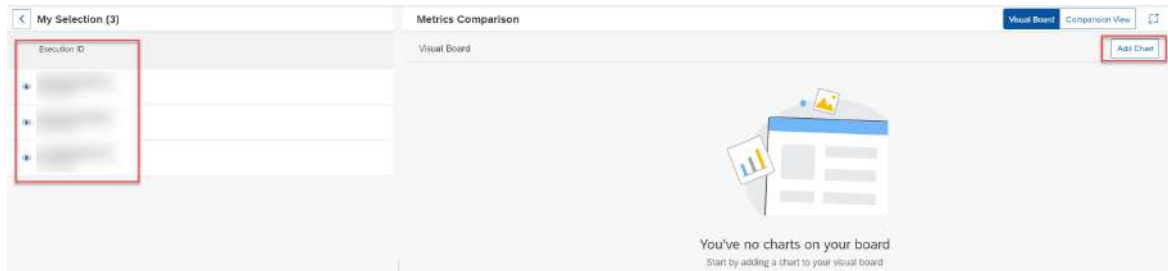 My Selection (3)
Execution ID
Metrics Comparison
Visual Board
Comparision View
Visual Board
Add Chart
You've no charts on your board
Start by adding a chart to your visual board